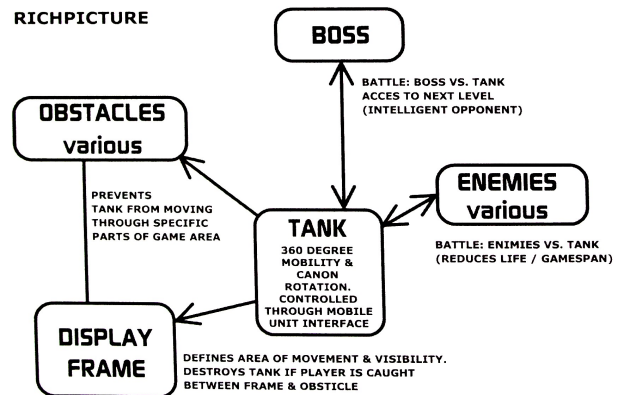 RICHPICTURE
BOSS
BATTLE: BOSS VS. TANK
ACCES TO NEXT LEVEL
(INTELLIGENT OPPONENT)
OBSTACLES
various
ENEMIES
various
PREVENTS
TANK FROM MOVING
THROUGH SPECIFIC
PARTS OF GAME AREA
TANK
360 DEGREE
MOBILITY &
CANON
ROTATION.
CONTROLLED
THROUGH MOBILE
UNIT INTERFACE
BATTLE: ENIMIES VS. TANK
(REDUCES LIFE / GAMESPAN)
DISPLAY
FRAME
DEFINES AREA OF MOVEMENT & VISIBILITY.
DESTROYS TANK IF PLAYER IS CAUGHT
BETWEEN FRAME & OBSTICLE